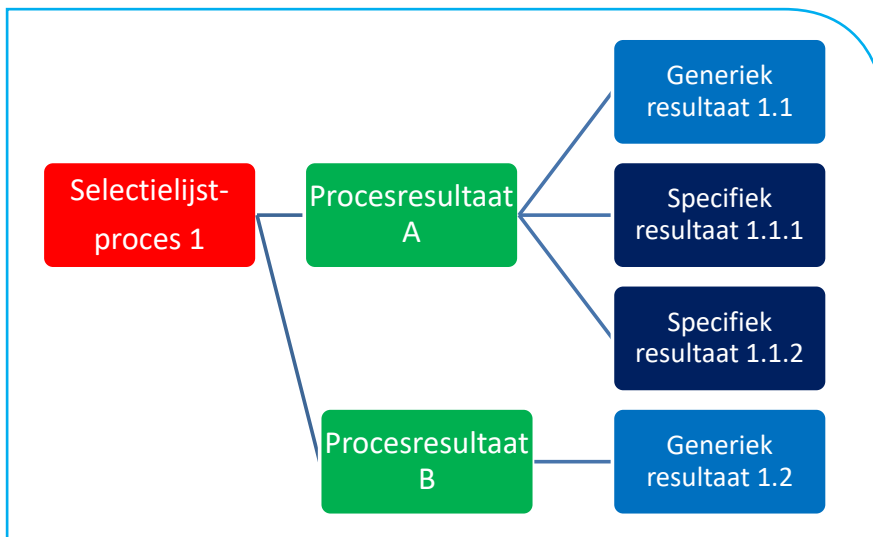 Selectielijst-
proces 1
Procesresultaat
A
Generiek
resultaat 1.1
Specifiek
resultaat 1.1.1
Specifiek
resultaat 1.1.2
Procesresultaat
B
Generiek
resultaat 1.2